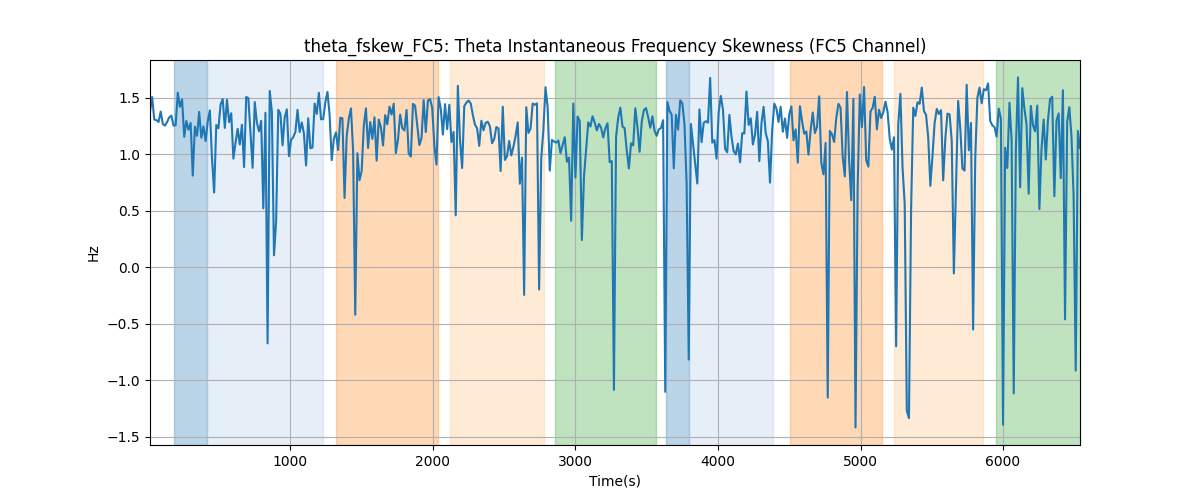 theta_fskew_FC5: Theta Instantaneous Frequency Skewness (FC5 Channel)
1.5
1.0
0.5
0.0
−0.5
−1.0
−1.5
Hz
1000 2000 3000 4000 5000 6000
Time(s)